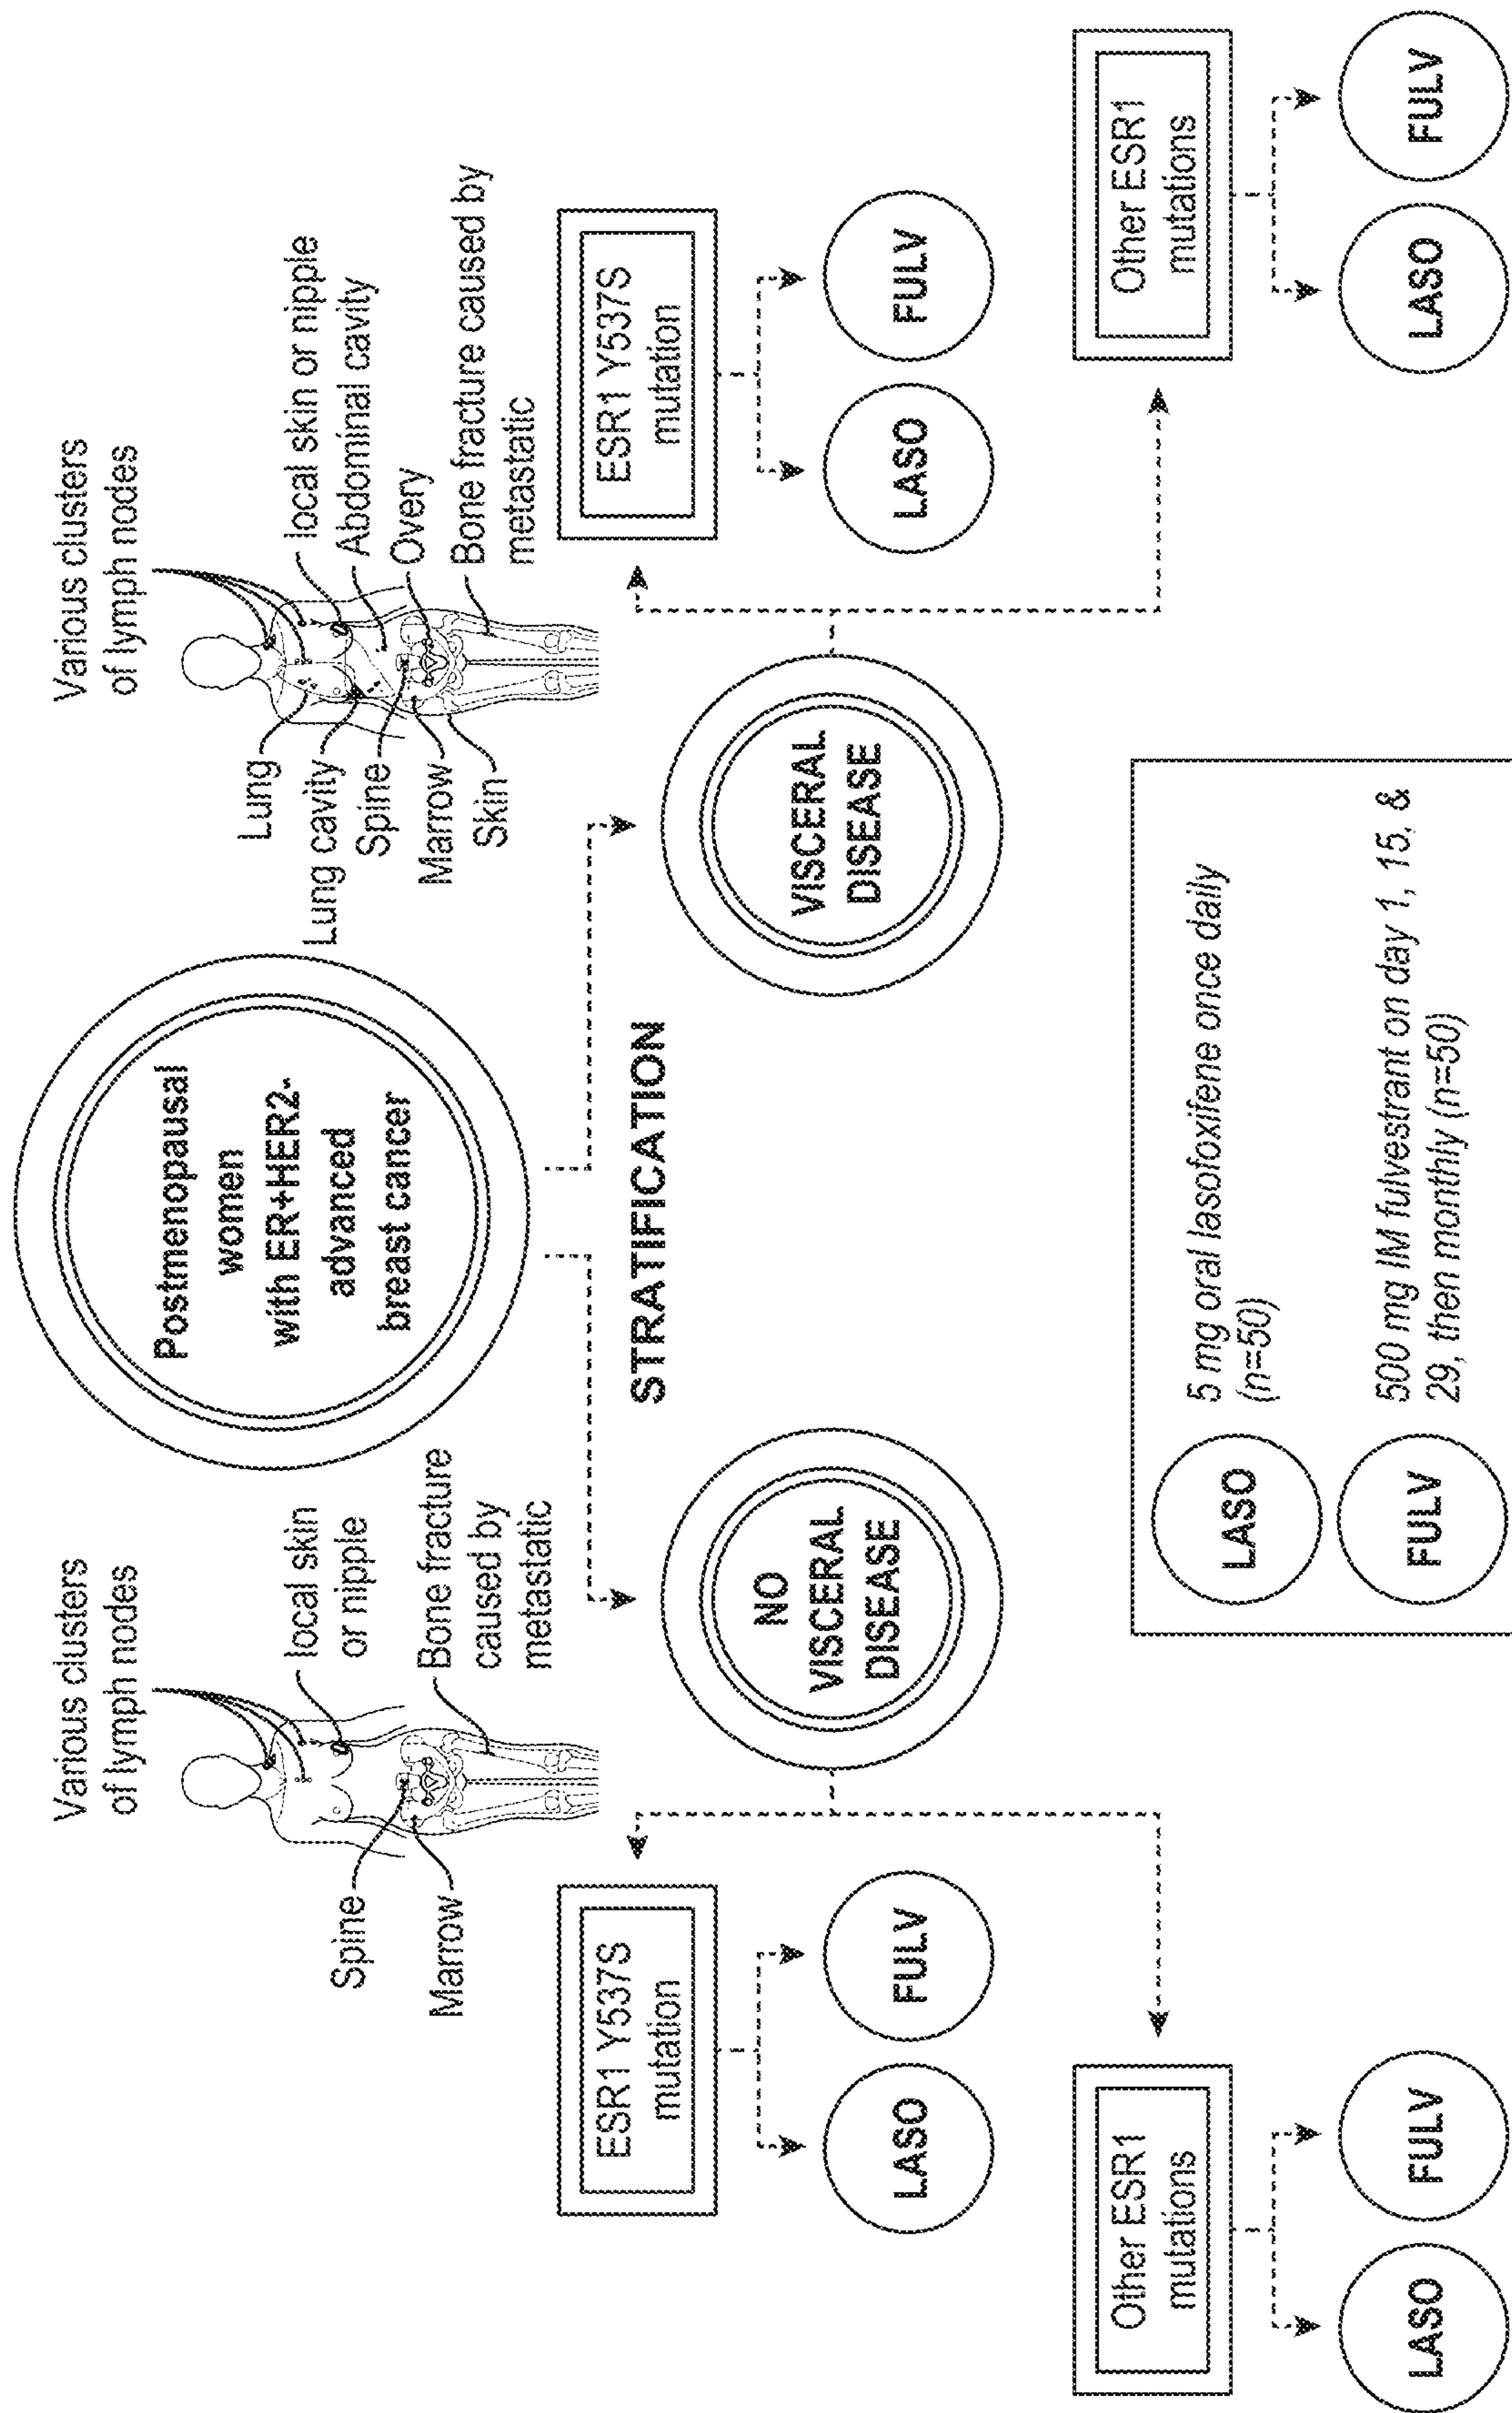 Various clusters
of lymph nodes
Spine
Marrow
local skin
or nipple
Bone fracture
caused by
metastatic
Postmenopausal
women
with ER+HER2-
advanced
breast cancer
Various clusters
of lymph nodes
Lung
Lung cavity
Spine
Marrow
Skin
local skin or nipple
Abdominal cavity
Overy
Bone fracture caused by
metastatic
STRATIFICATION
NO
VISCERAL
DISEASE
VISCERAL
DISEASE
ESR1 Y537S
mutation
LASO
FULV
Other ESR1
mutations
LASO
FULV
ESR1 Y537S
mutation
LASO
FULV
Other ESR1
mutations
LASO
FULV
LASO
5 mg oral lasofoxifene once daily
(n=50)
FULV
500 mg IM fulvestrant on day 1, 15, &
29, then monthly (n=50)